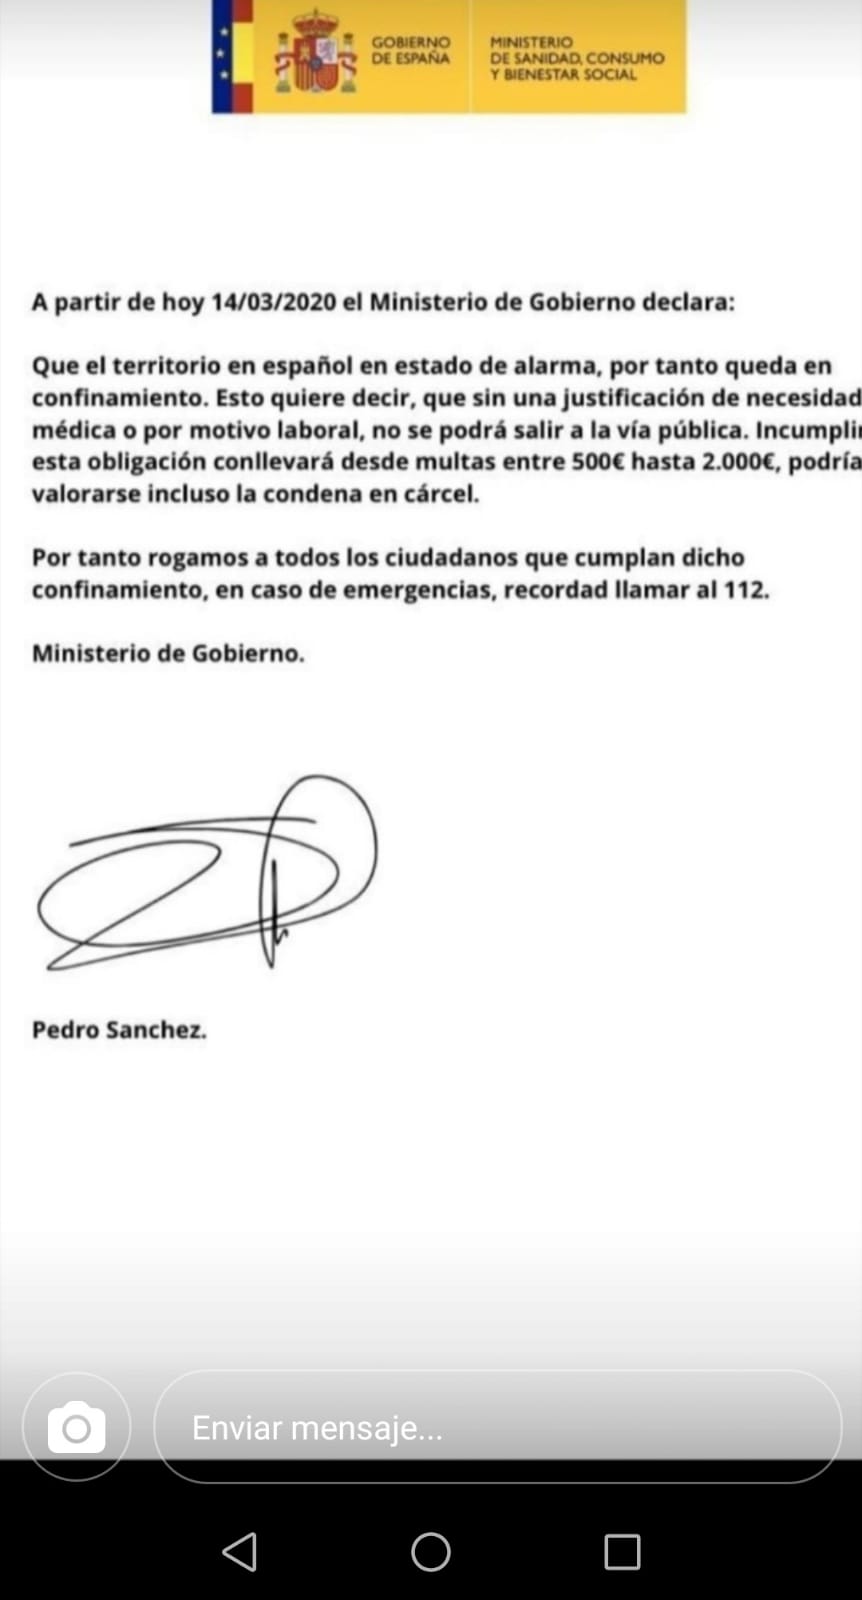 GOBIERNO
DE ESPAÑA
MINISTERIO
DE SANIDAD, CONSUMO
Y BIENESTAR SOCIAL
A partir de hoy 14/03/2020 el Ministerio de Gobierno declara:
Que el territorio en español en estado de alarma, por tanto queda en
confinamiento. Esto quiere decir, que sin una justificación de necesidad
médica o por motivo laboral, no se podrá salir a la vía pública. Incumplir
esta obligación conllevará desde multas entre 500€ hasta 2.000€, podría
valorarse incluso la condena en cárcel.
Por tanto rogamos a todos los ciudadanos que cumplan dicho
confinamiento, en caso de emergencias, recordad llamar al 112.
Ministerio de Gobierno.
Pedro Sanchez.
Enviar mensaje...